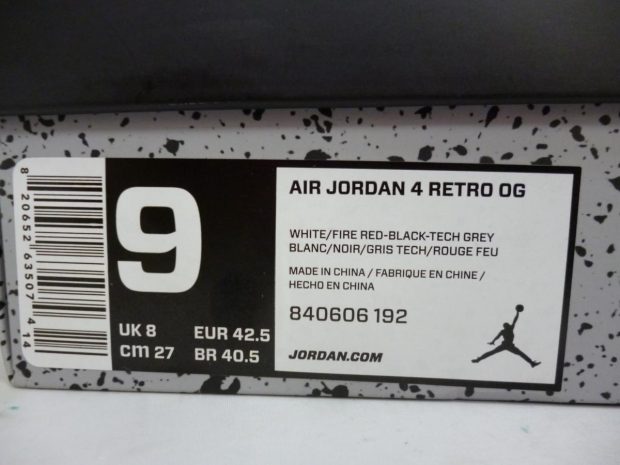 8 20652 63507 4 14
9
UK 8 EUR 42.5
cm 27 BR 40.5
AIR JORDAN 4 RETRO OG
WHITE/FIRE RED-BLACK-TECH GREY
BLANC/NOIR/GRIS TECH/ROUGE FEU
MADE IN CHINA / FABRIQUE EN CHINE /
HECHO EN CHINA
840606 192
JORDAN.COM